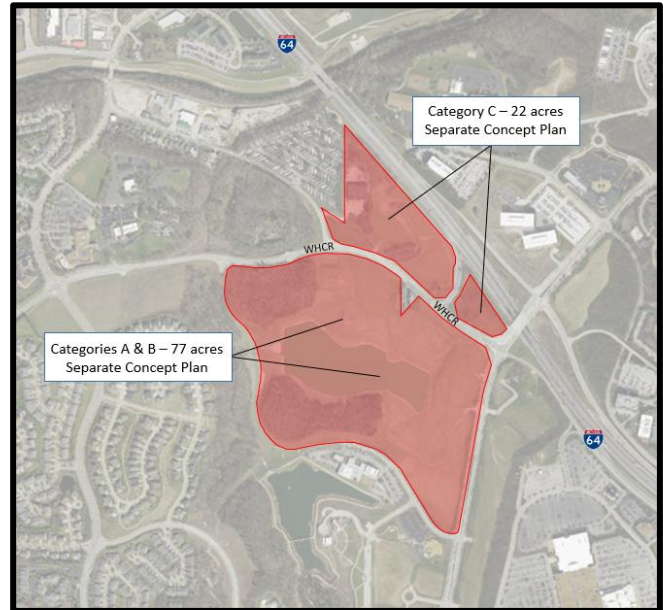 64
Category C – 22 acres
Separate Concept Plan
WHCR
WHCR
Categories A & B – 77 acres
Separate Concept Plan
64